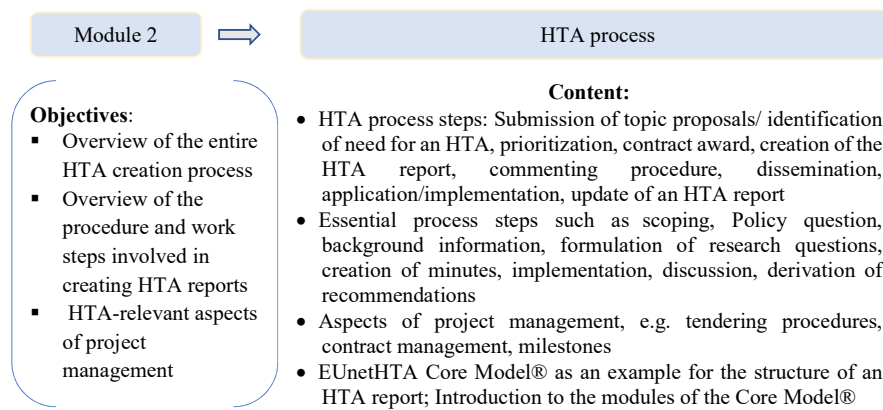 Module 2
HTA process
Objectives:
▪ Overview of the entire
HTA creation process
▪ Overview of the
procedure and work
steps involved in
creating HTA reports
▪ HTA-relevant aspects
of project
management
Content:
• HTA process steps: Submission of topic proposals/ identification
of need for an HTA, prioritization, contract award, creation of the
HTA report, commenting procedure, dissemination,
application/implementation, update of an HTA report
• Essential process steps such as scoping, Policy question,
background information, formulation of research questions,
creation of minutes, implementation, discussion, derivation of
recommendations
• Aspects of project management, e.g. tendering procedures,
contract management, milestones
• EUnetHTA Core Model® as an example for the structure of an
HTA report; Introduction to the modules of the Core Model®